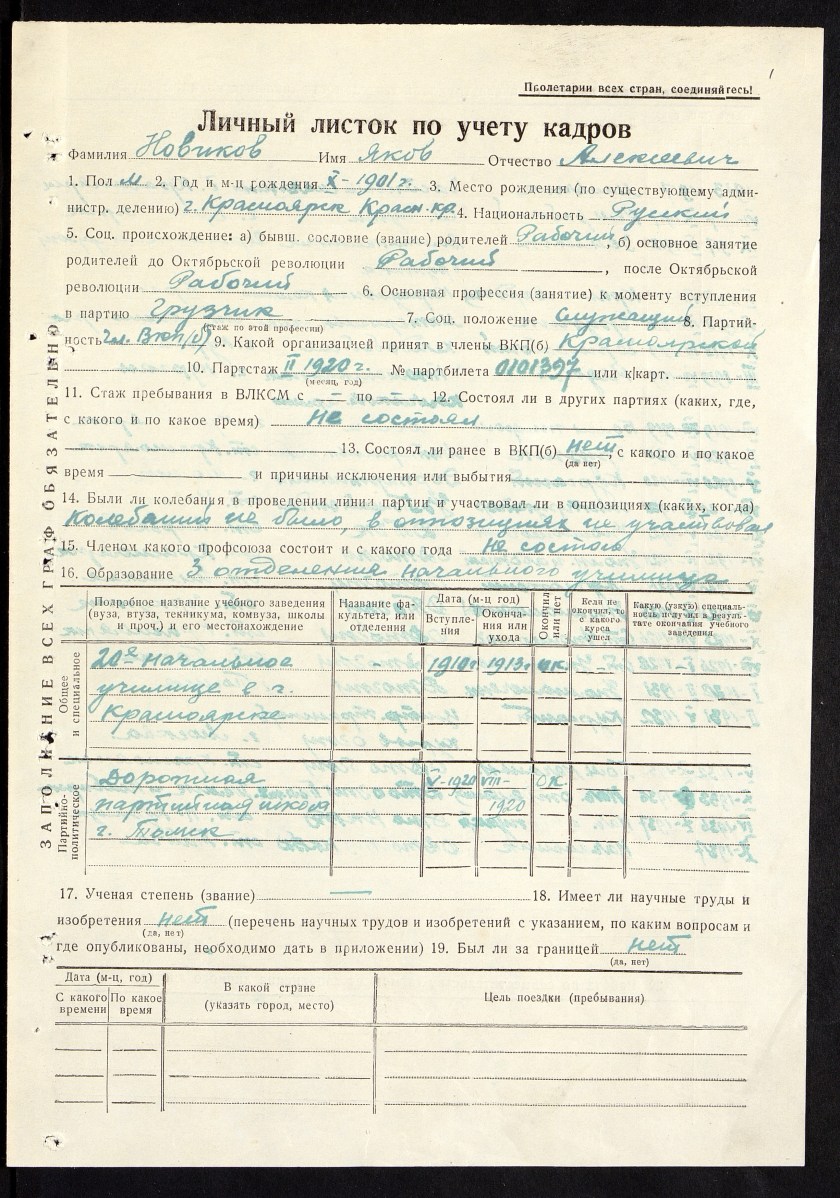 1
Пролетарии всех стран, соединяйтесь!
Личный листок по учету кадров
Фамилия Новиков Имя Яков Отчество Алексеевич
1. Пол М 2. Год и м-ц рождения X-1901 г. 3. Место рождения (по существующему адми-
нистр. делению) г. Красноярск Красн. кр. 4. Национальность Русский
5. Соц. происхождение: а) бывш. сословие (звание) родителей Рабочий, б) основное занятие
родителей до Октябрьской революции Рабочий, после Октябрьской
революции Рабочий 6. Основная профессия (занятие) к моменту вступления
в партию грузчик 7. Соц. положение служащий 8. Партий-
(стаж по этой профессии)
ность чл. ВКП(б) 9. Какой организацией принят в члены ВКП(б) Красноярской
10. Партстаж II 1920 г. № партбилета 0101397 или к|карт.
(месяц, год)
11. Стаж пребывания в ВЛКСМ с — по — 12. Состоял ли в других партиях (каких, где,
с какого и по какое время) не состоял
13. Состоял ли ранее в ВКП(б) нет, с какого и по какое
(да нет)
время и причины исключения или выбытия
14. Были ли колебания в проведении линии партии и участвовал ли в оппозициях (каких, когда)
Колебаний не было, в оппозициях не участвовал
15. Членом какого профсоюза состоит и с какого года не состою
16. Образование 3 отделения начального училища
ЗАПОЛНЕНИЕ ВСЕХ ГРАФ ОБЯЗАТЕЛЬНО
Подробное название учебного заведения (вуза, втуза, текникума, комвуза, школы и проч.) и его местонахождение
Название факультета, или отделения
Дата (м-ц год)
Вступления
Окончания или ухода
Окончил или нет
Если не окончил, то с какого курса ушел
Какую (узкую) специальность получил в результате окончания учебного заведения
Общее и специальное
20е начальное - 1910г 1913г ок. - -
училище в г.
Красноярске
Партийно-политическое
Дорожная V-1920 VIII- ок.
партийная школа 1920
г. Томск
17. Ученая степень (звание) — 18. Имеет ли научные труды и
изобретения нет (перечень научных трудов и изобретений с указанием, по каким вопросам и
(да, нет)
где опубликованы, необходимо дать в приложении) 19. Был ли за границей нет
(да, нет)
Дата (м-ц, год)
С какого времени
По какое время
В какой стране
(указать город, место)
Цель поездки (пребывания)